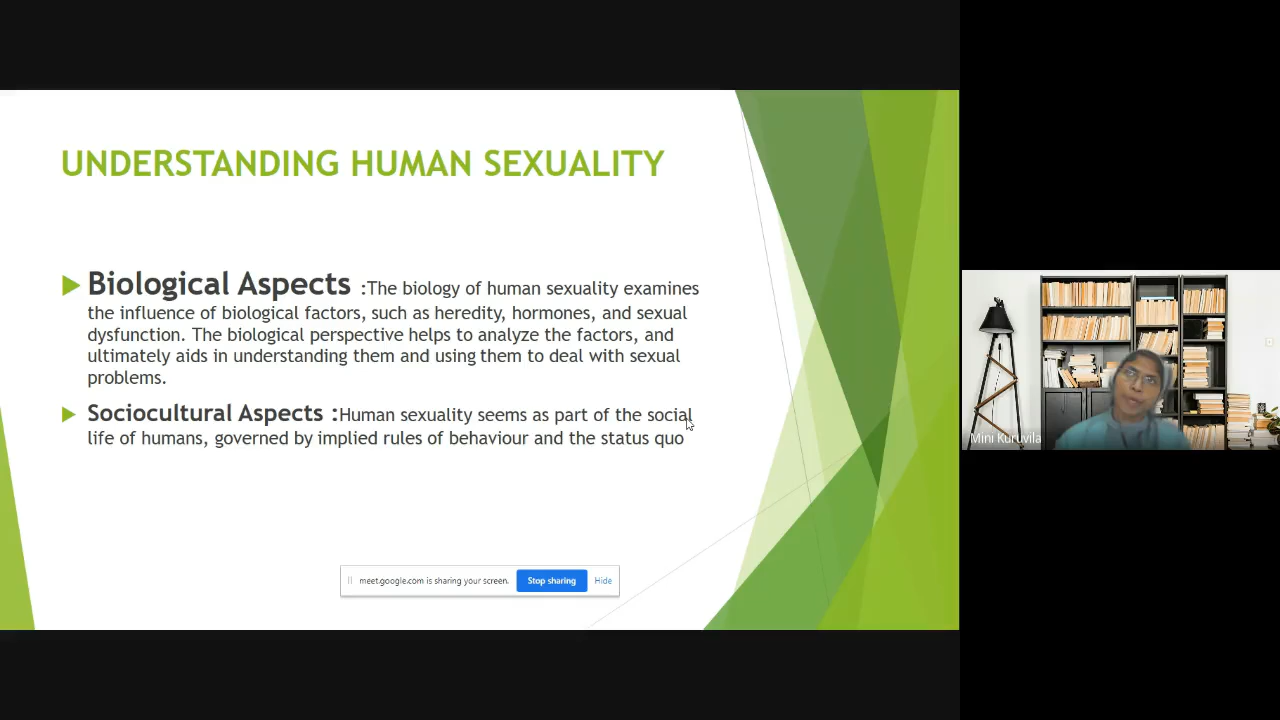 UNDERSTANDING HUMAN SEXUALITY
Biological Aspects :The biology of human sexuality examines
the influence of biological factors, such as heredity, hormones, and sexual
dysfunction. The biological perspective helps to analyze the factors, and
ultimately aids in understanding them and using them to deal with sexual
problems.
Sociocultural Aspects :Human sexuality seems as part of the social
life of humans, governed by implied rules of behaviour and the status quo
meet.google.com is sharing your screen. Stop sharing Hide
Mini Kuruvila